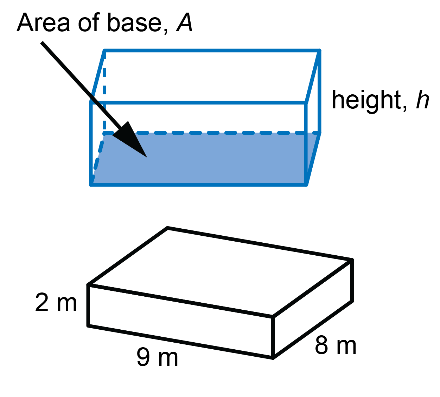 Area of base, A
height, h
2 m
9 m
8 m